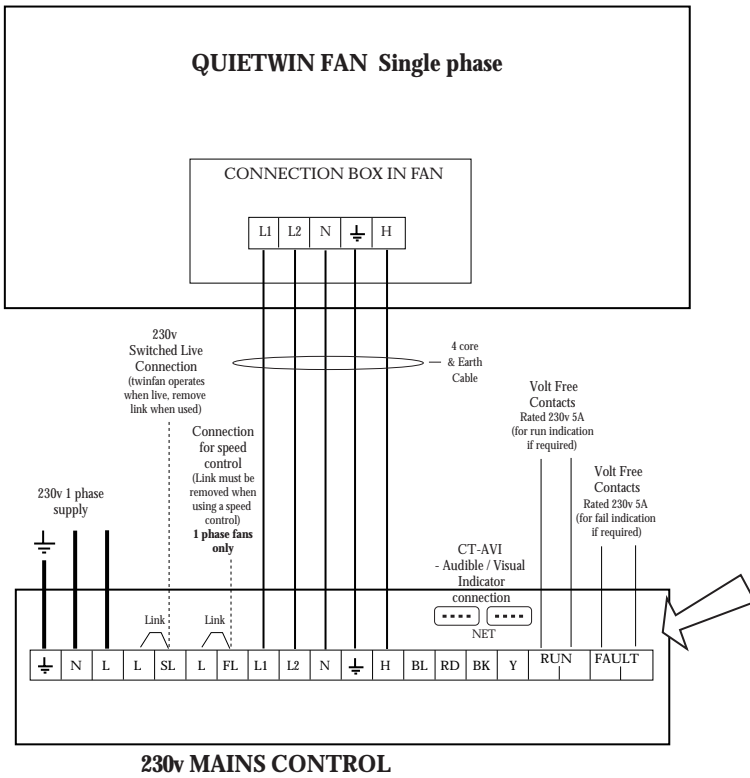 QUIETWIN FAN Single phase
CONNECTION BOX IN FAN
L1 L2 N H
230v
Switched Live
Connection
(twinfan operates
when live, remove
link when used)
4 core
& Earth
Cable
Connection
for speed
control
(Link must be
removed when
using a speed
control)
1 phase fans
only
Volt Free
Contacts
Rated 230v 5A
(for run indication
if required)
Volt Free
Contacts
Rated 230v 5A
(for fail indication
if required)
230v 1 phase
supply
CT-AVI
- Audible / Visual
Indicator
connection
NET
Link
Link
N L L SL L FL L1 L2 N H BL RD BK Y RUN FAULT
230v MAINS CONTROL